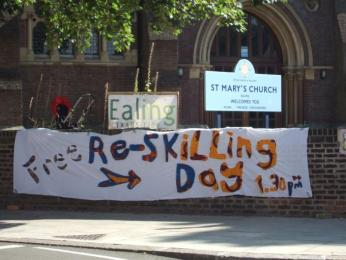 Ealing
ST MARY'S CHURCH
WELCOMES YOU
Free Re-SKiLLing
Day 1.30pm